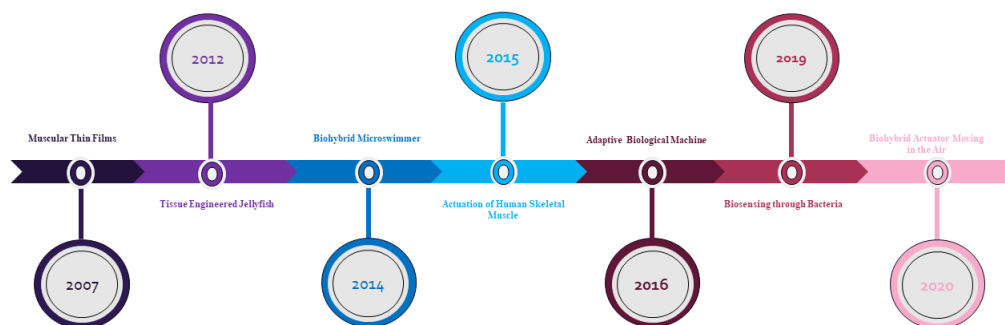 2012
2015
2019
Muscular Thin Films
Biohybrid Microswimmer
Adaptive Biological Machine
Biohybrid Actuator Moving
in the Air
Tissue Engineered Jellyfish
Actuation of Human Skeletal
Muscle
Biosensing through Bacteria
2007
2014
2016
2020